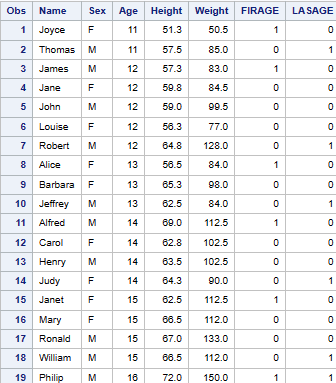 Obs Name Sex Age Height Weight FIRAGE LASAGE
1 Joyce F 11 51.3 50.5 1 0
2 Thomas M 11 57.5 85.0 0 1
3 James M 12 57.3 83.0 1 0
4 Jane F 12 59.8 84.5 0 0
5 John M 12 59.0 99.5 0 0
6 Louise F 12 56.3 77.0 0 0
7 Robert M 12 64.8 128.0 0 1
8 Alice F 13 56.5 84.0 1 0
9 Barbara F 13 65.3 98.0 0 0
10 Jeffrey M 13 62.5 84.0 0 1
11 Alfred M 14 69.0 112.5 1 0
12 Carol F 14 62.8 102.5 0 0
13 Henry M 14 63.5 102.5 0 0
14 Judy F 14 64.3 90.0 0 1
15 Janet F 15 62.5 112.5 1 0
16 Mary F 15 66.5 112.0 0 0
17 Ronald M 15 67.0 133.0 0 0
18 William M 15 66.5 112.0 0 1
19 Philip M 16 72.0 150.0 1 1